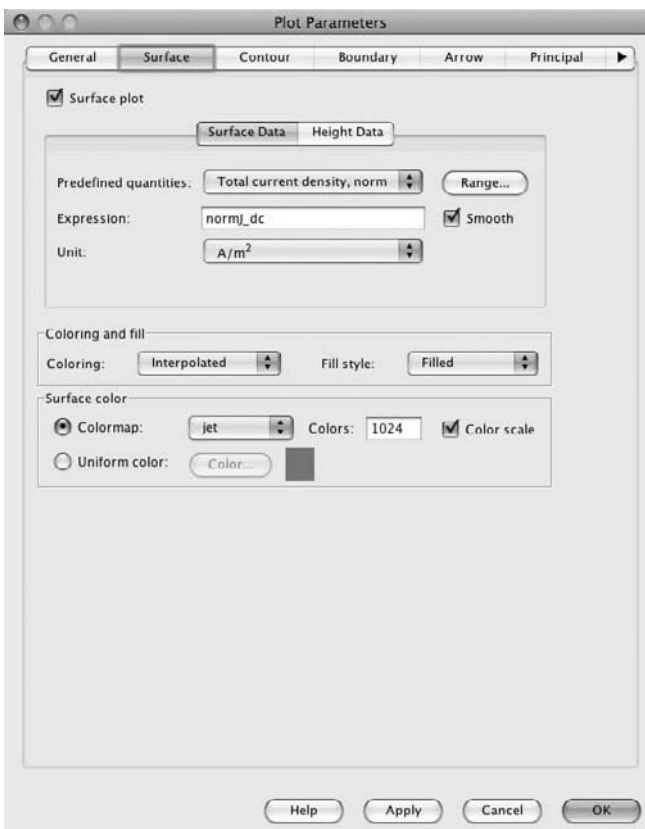 Plot Parameters
General Surface Contour Boundary Arrow Principal
Surface plot
Surface Data Height Data
Predefined quantities: Total current density, norm Range...
Expression: normJ_dc Smooth
Unit: A/m²
Coloring and fill
Coloring: Interpolated Fill style: Filled
Surface color
Colormap: jet Colors: 1024 Color scale
Uniform color: Color...
Help Apply Cancel OK